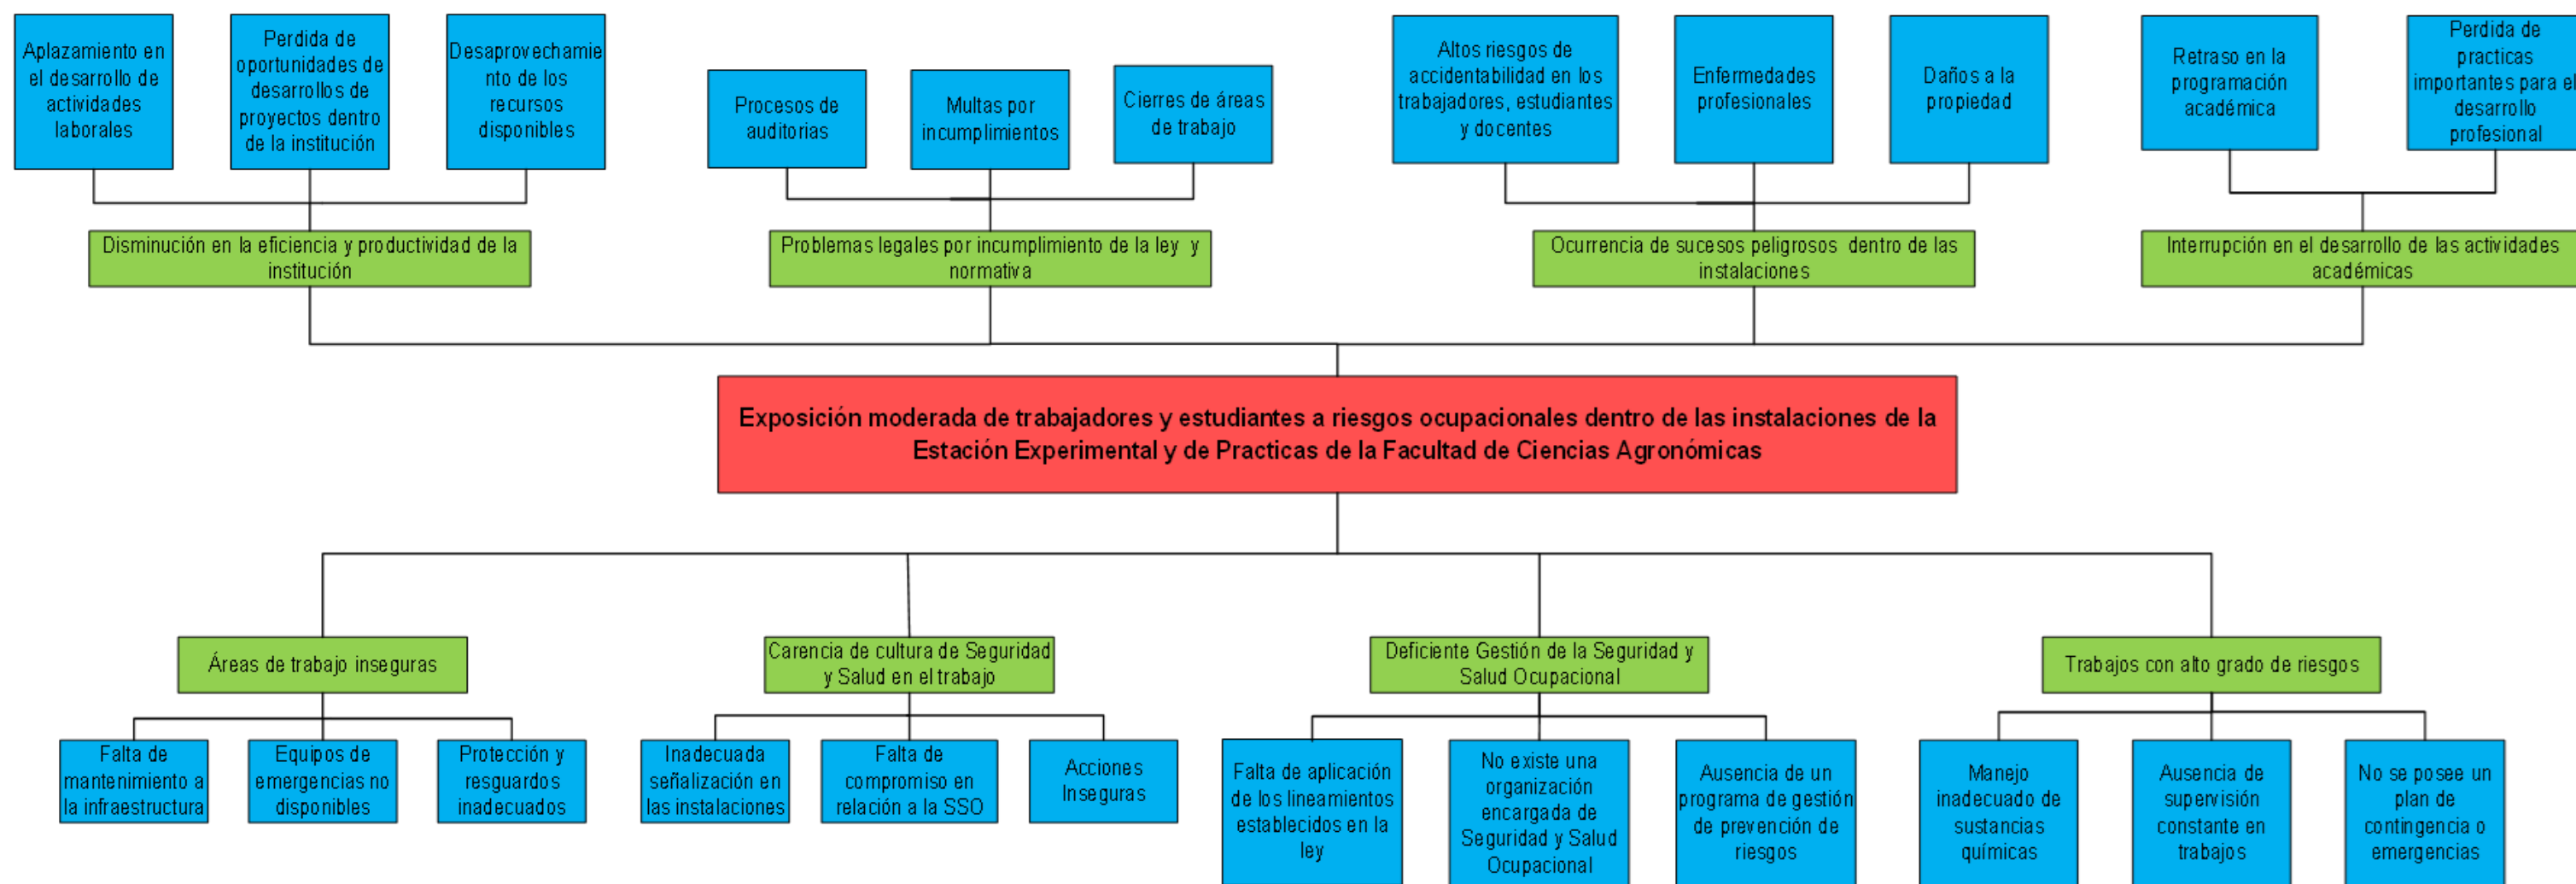 Aplazamiento en
el desarrollo de
actividades
laborales
Perdida de
oportunidades de
desarrollos de
proyectos dentro
de la institución
Desaprovechamie
nto de los
recursos
disponibles
Procesos de
auditorias
Multas por
incumplimientos
Cierres de áreas
de trabajo
Altos riesgos de
accidentabilidad en los
trabajadores, estudiantes
y docentes
Enfermedades
profesionales
Daños a la
propiedad
Retraso en la
programación
académica
Perdida de
practicas
importantes para el
desarrollo
profesional
Disminución en la eficiencia y productividad de la
institución
Problemas legales por incumplimiento de la ley y
normativa
Ocurrencia de sucesos peligrosos dentro de las
instalaciones
Interrupción en el desarrollo de las actividades
académicas
Exposición moderada de trabajadores y estudiantes a riesgos ocupacionales dentro de las instalaciones de la
Estación Experimental y de Practicas de la Facultad de Ciencias Agronómicas
Áreas de trabajo inseguras
Carencia de cultura de Seguridad
y Salud en el trabajo
Deficiente Gestión de la Seguridad y
Salud Ocupacional
Trabajos con alto grado de riesgos
Falta de
mantenimiento a
la infraestructura
Equipos de
emergencias no
disponibles
Protección y
resguardos
inadecuados
Inadecuada
señalización en
las instalaciones
Falta de
compromiso en
relación a la SSO
Acciones
Inseguras
Falta de aplicación
de los lineamientos
establecidos en la
ley
No existe una
organización
encargada de
Seguridad y Salud
Ocupacional
Ausencia de un
programa de gestión
de prevención de
riesgos
Manejo
inadecuado de
sustancias
químicas
Ausencia de
supervisión
constante en
trabajos
No se posee un
plan de
contingencia o
emergencias